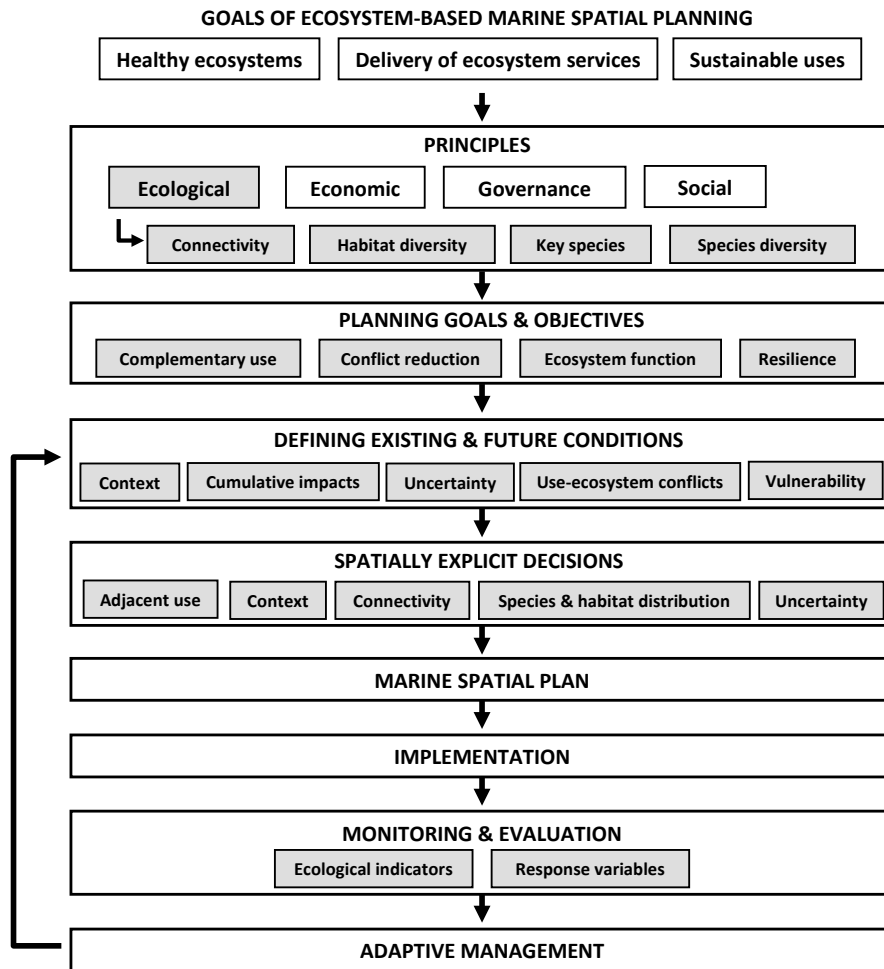 GOALS OF ECOSYSTEM-BASED MARINE SPATIAL PLANNING
Healthy ecosystems
Delivery of ecosystem services
Sustainable uses
PRINCIPLES
Ecological
Economic
Governance
Social
Connectivity
Habitat diversity
Key species
Species diversity
PLANNING GOALS & OBJECTIVES
Complementary use
Conflict reduction
Ecosystem function
Resilience
DEFINING EXISTING & FUTURE CONDITIONS
Context
Cumulative impacts
Uncertainty
Use-ecosystem conflicts
Vulnerability
SPATIALLY EXPLICIT DECISIONS
Adjacent use
Context
Connectivity
Species & habitat distribution
Uncertainty
MARINE SPATIAL PLAN
IMPLEMENTATION
MONITORING & EVALUATION
Ecological indicators
Response variables
ADAPTIVE MANAGEMENT